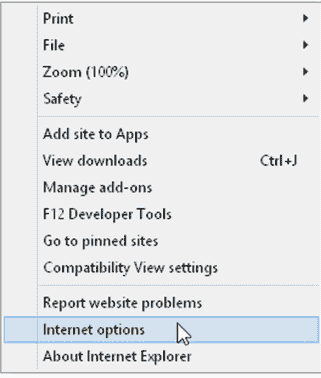 Print
File
Zoom (100%)
Safety
Add site to Apps
View downloads Ctrl+J
Manage add-ons
F12 Developer Tools
Go to pinned sites
Compatibility View settings
Report website problems
Internet options
About Internet Explorer